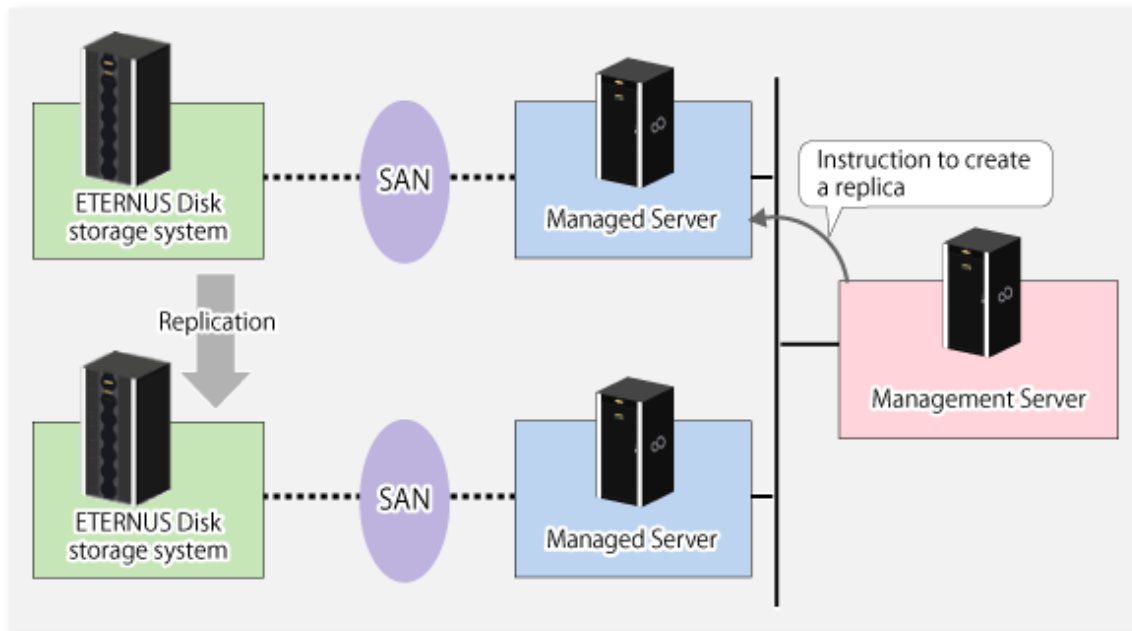 ETERNUS Disk
storage system
SAN
Managed Server
Instruction to create
a replica
Management Server
Replication
ETERNUS Disk
storage system
SAN
Managed Server